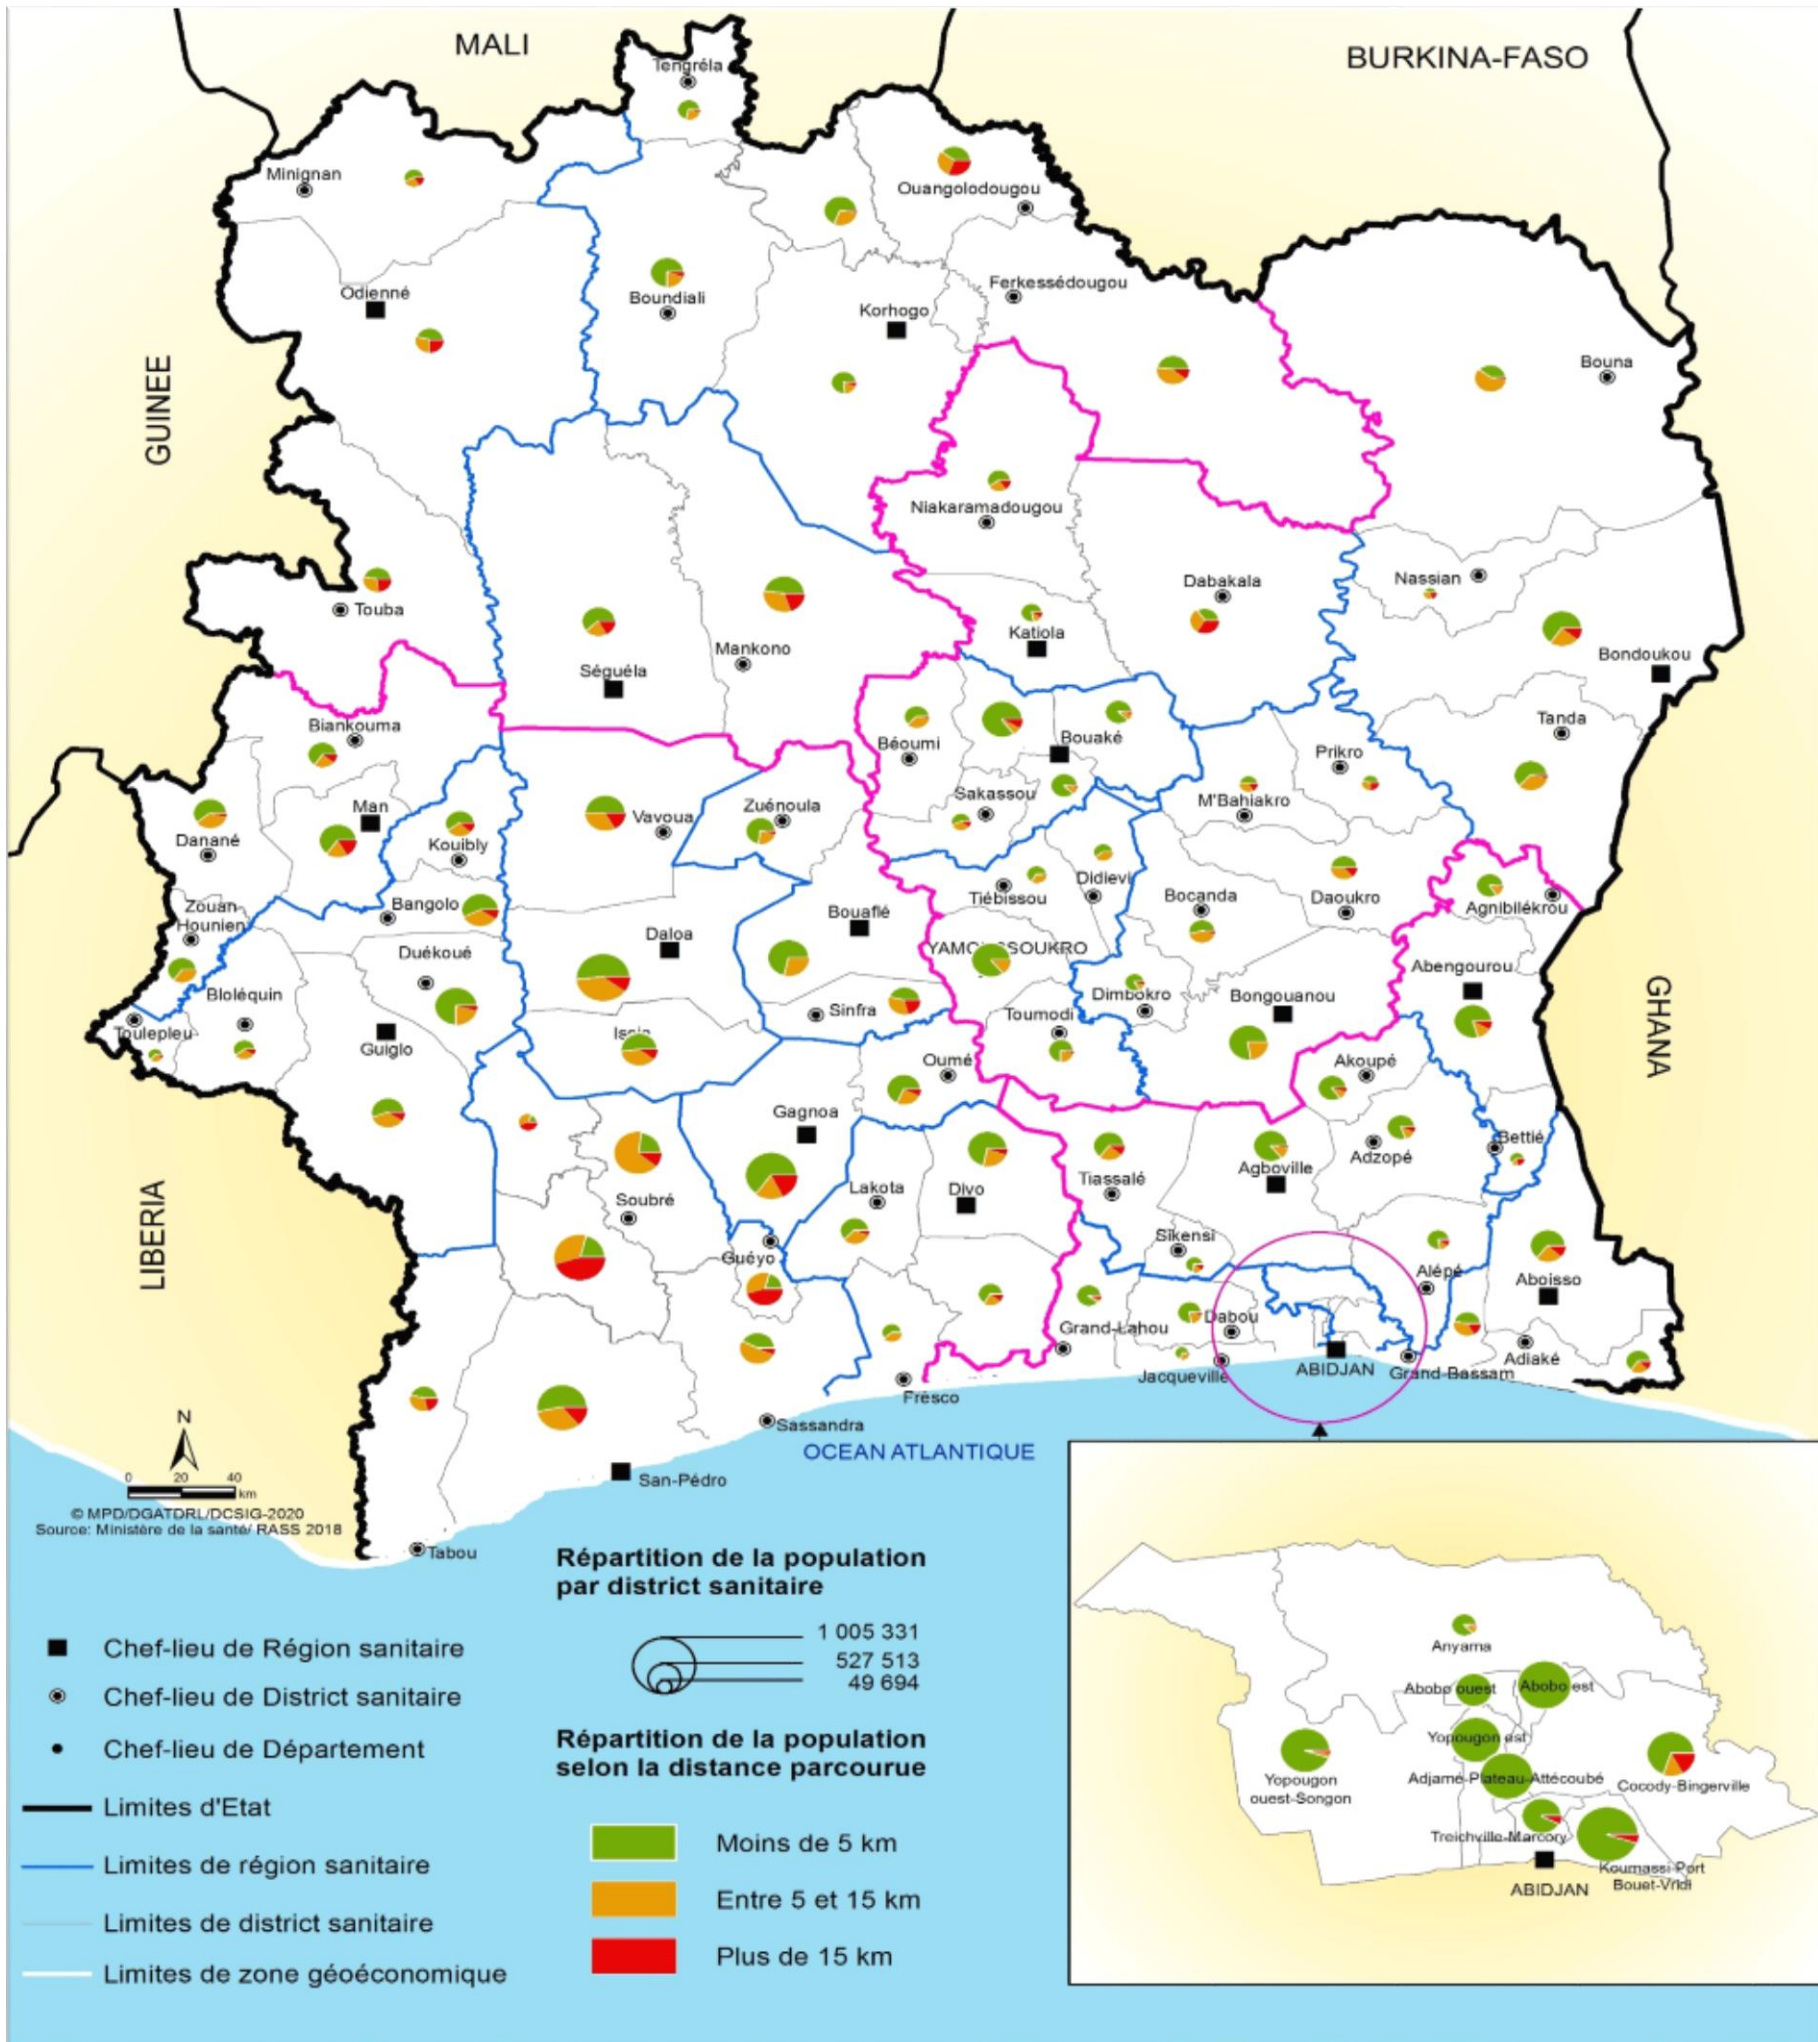 MALI
BURKINA-FASO
Tengréla
Minignan
Ouangolodougou
Odienné
Boundiali
Ferkessédougou
Korhogo
Bouna
GUINEE
Niakaramadougou
Nassian
Dabakala
Touba
Katiola
Mankono
Séguéla
Bondoukou
Biankouma
Tanda
Béoumi
Bouaké
Prikro
Man
Vavoua
Zuénoula
Sakassou
M'Bahiakro
Danané
Kouibly
Tiébissou
Didievi
Bocanda
Daoukro
Agnibilékrou
Zouan
Hounien
Bangolo
Bouaflé
Daloa
YAMOUSSOUKRO
Duékoué
Abengourou
Bloléquin
Dimbokro
Bongouanou
Sinfra
Toumodi
Toulepleu
Guiglo
Issia
Oumé
Akoupé
GHANA
Gagnoa
Bettié
Adzopé
Agboville
Tiassalé
Lakota
Divo
Soubré
LIBERIA
Sikensi
Guéyo
Alépé
Aboisso
Dabou
Grand-Lahou
Adiaké
ABIDJAN
Grand-Bassam
Jacqueville
Fresco
Sassandra
OCEAN ATLANTIQUE
San-Pédro
Tabou
N
0 20 40
km
© MPD/DGATDRL/DCSIG-2020
Source: Ministère de la santé/ RASS 2018
Répartition de la population
par district sanitaire
1 005 331
527 513
49 694
Répartition de la population
selon la distance parcourue
Moins de 5 km
Entre 5 et 15 km
Plus de 15 km
Chef-lieu de Région sanitaire
Chef-lieu de District sanitaire
Chef-lieu de Département
Limites d'Etat
Limites de région sanitaire
Limites de district sanitaire
Limites de zone géoéconomique
Anyama
Abobo ouest
Abobo est
Yopougon est
Adjamé-Plateau-Attécoubé
Cocody-Bingerville
Yopougon
ouest-Songon
Treichville-Marcory
Koumassi-Port
Bouet-Vridi
ABIDJAN